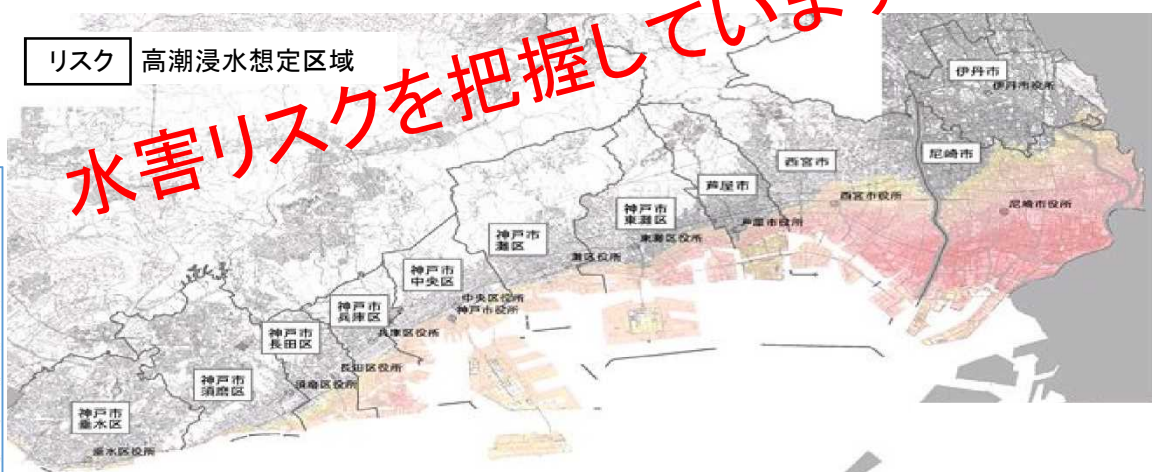 リスク 高潮浸水想定区域
水害リスクを把握しています
伊丹市
伊丹市役所
尼崎市
西宮市
芦屋市
西宮市役所
尼崎市役所
神戸市
東灘区
芦屋市役所
東灘区役所
神戸市
灘区
灘区役所
神戸市
中央区
中央区役所
神戸市役所
神戸市
兵庫区
兵庫区役所
神戸市
長田区
長田区役所
神戸市
須磨区
須磨区役所
神戸市
垂水区
垂水区役所